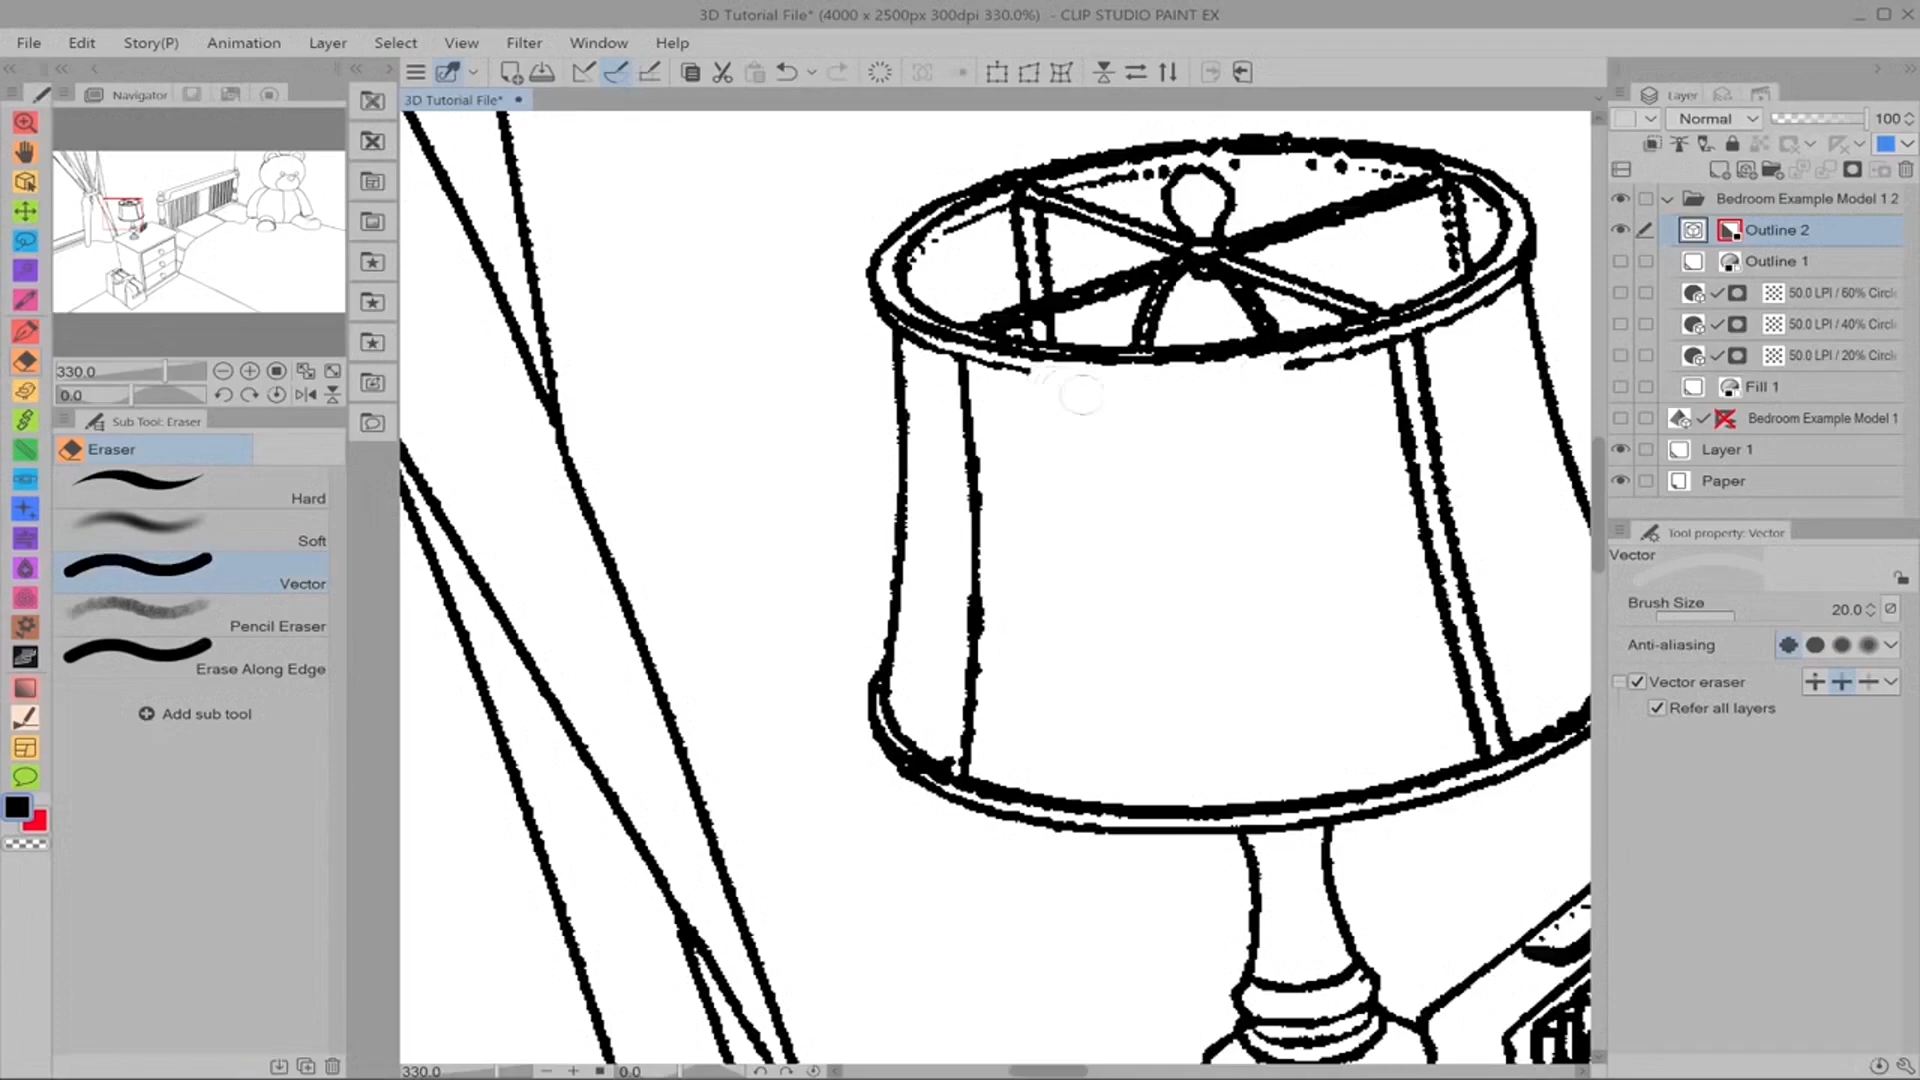 3D Tutorial File* (4000 x 2500px 300dpi 330.0%) - CLIP STUDIO PAINT EX
File Edit Story(P) Animation Layer Select View Filter Window Help
Navigator
3D Tutorial File*
Layer
Normal 100
Bedroom Example Model 1 2
Outline 2
Outline 1
50.0 LPI / 60% Circl
50.0 LPI / 40% Circl
50.0 LPI / 20% Circl
Fill 1
Bedroom Example Model 1
Layer 1
Paper
330.0
0.0
Sub Tool: Eraser
Eraser
Hard
Soft
Vector
Pencil Eraser
Erase Along Edge
Add sub tool
Tool property: Vector
Vector
Brush Size 20.0
Anti-aliasing
Vector eraser
Refer all layers
330.0 0.0